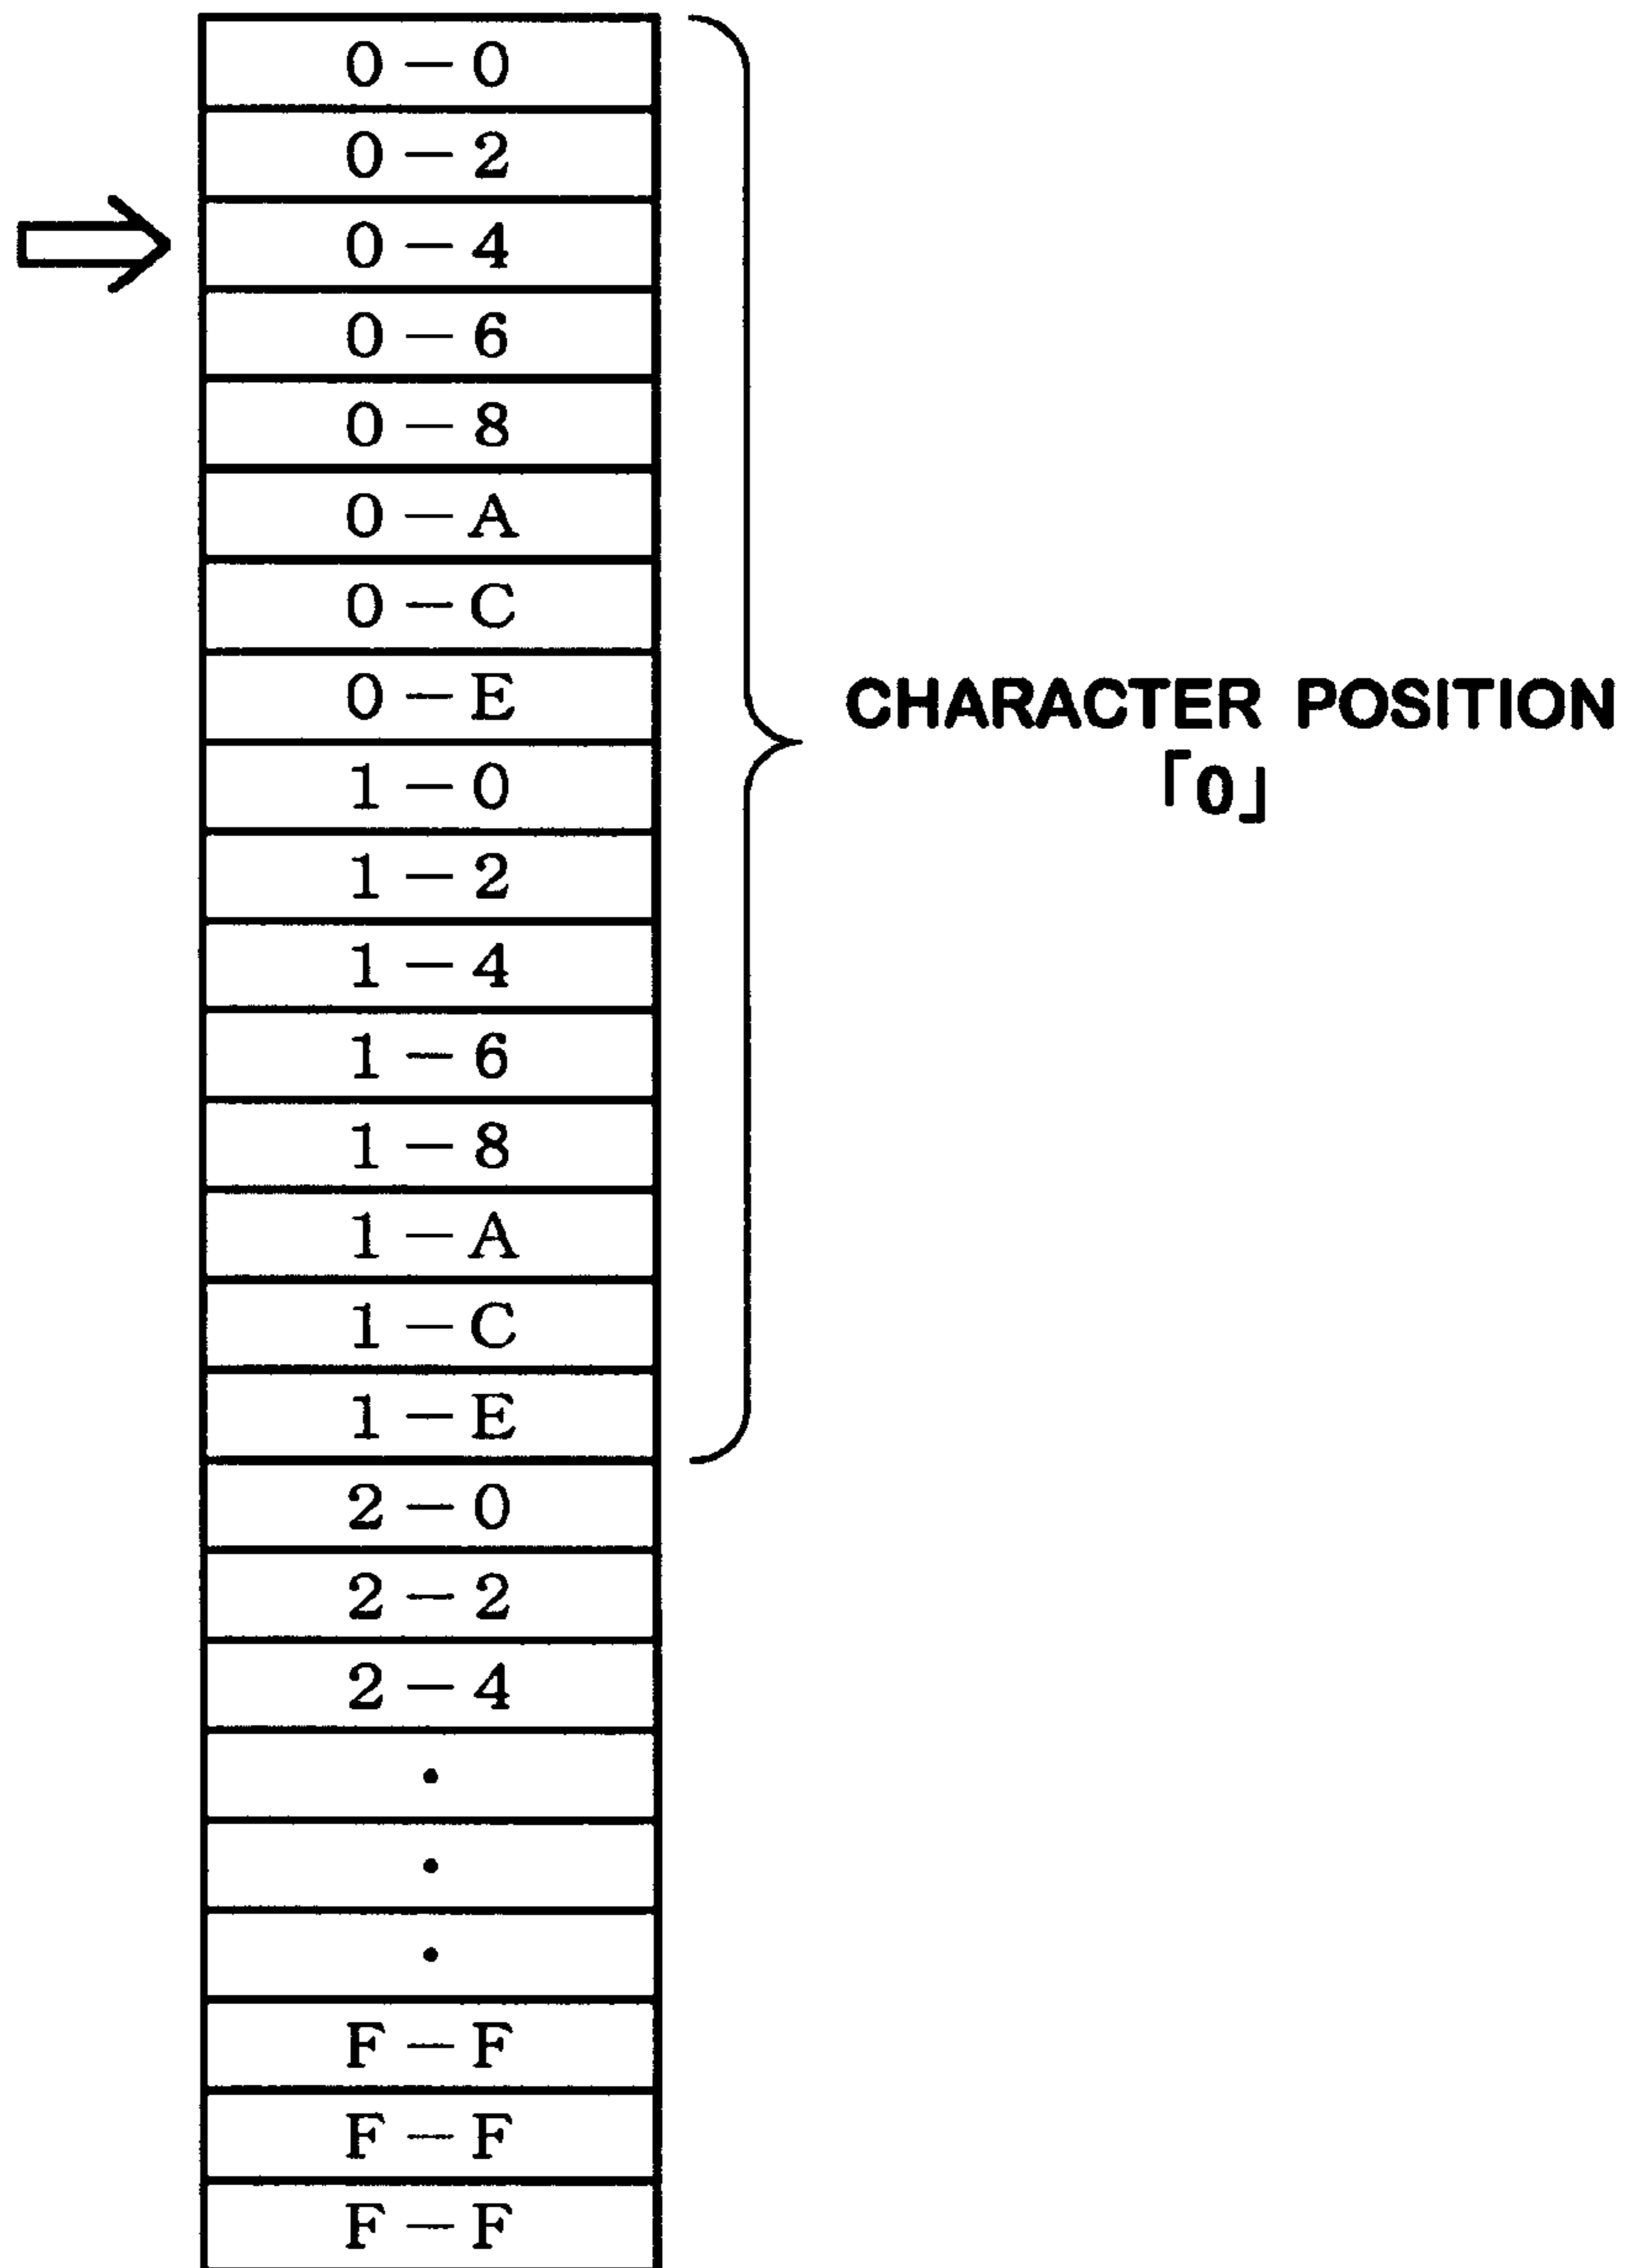 0 — 0
0 — 2
0 — 4
0 — 6
0 — 8
0 — A
0 — C
0 — E
1 — 0
1 — 2
1 — 4
1 — 6
1 — 8
1 — A
1 — C
1 — E
2 — 0
2 — 2
2 — 4
•
•
•
F — F
F — F
F — F
CHARACTER POSITION
「0」